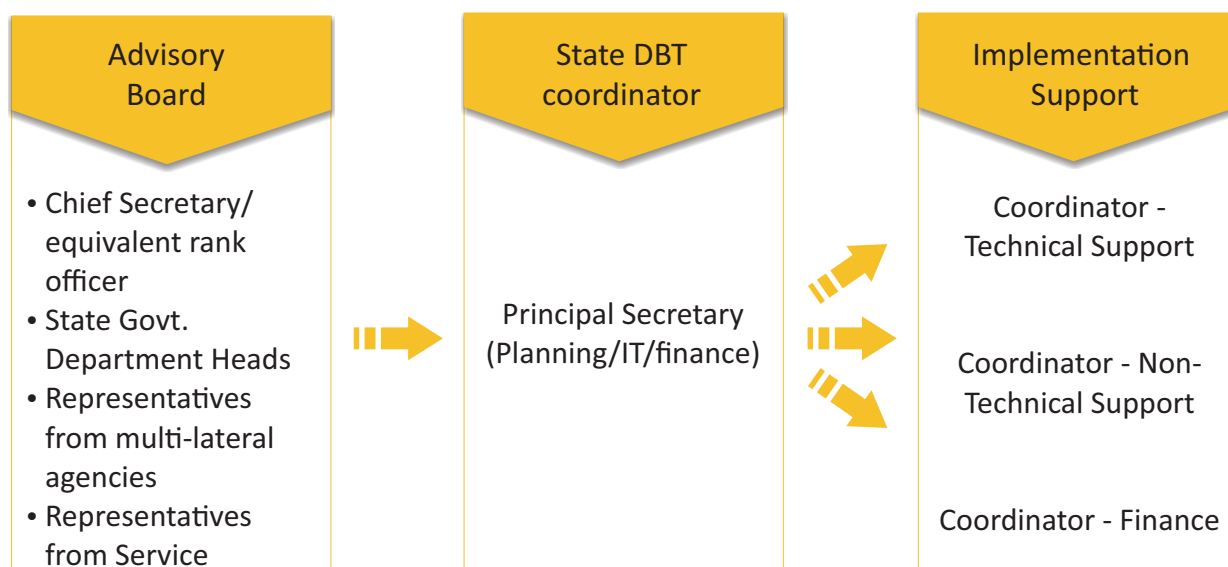 Advisory
Board
• Chief Secretary/
equivalent rank
officer
• State Govt.
Department Heads
• Representatives
from multi-lateral
agencies
• Representatives
from Service
State DBT
coordinator
Principal Secretary
(Planning/IT/finance)
Implementation
Support
Coordinator -
Technical Support
Coordinator - Non-
Technical Support
Coordinator - Finance